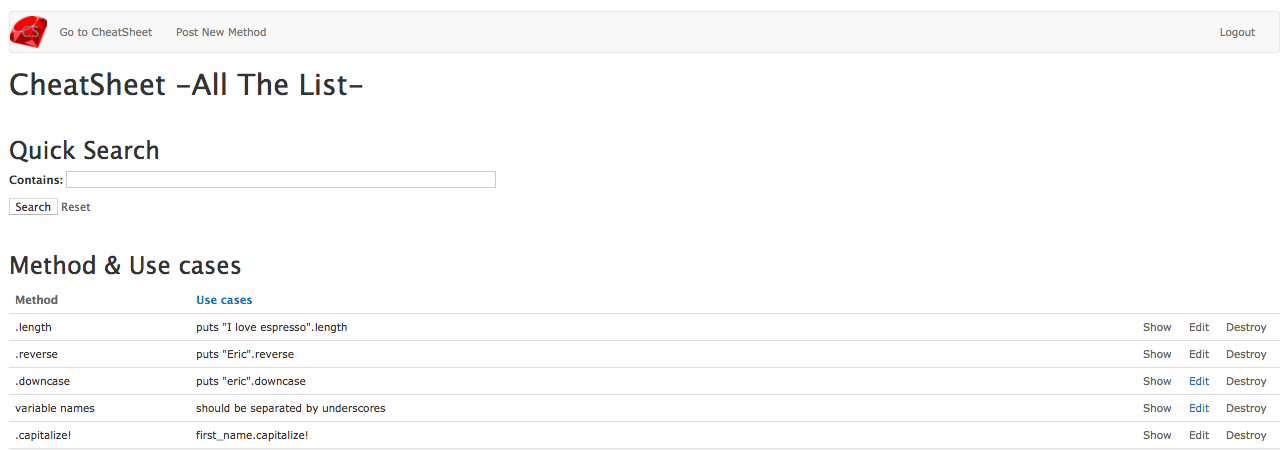 CS Go to CheatSheet Post New Method Logout
CheatSheet -All The List-
Quick Search
Contains:
Search Reset
Method & Use cases
Method Use cases
.length puts "I love espresso".length Show Edit Destroy
.reverse puts "Eric".reverse Show Edit Destroy
.downcase puts "eric".downcase Show Edit Destroy
variable names should be separated by underscores Show Edit Destroy
.capitalize! first_name.capitalize! Show Edit Destroy